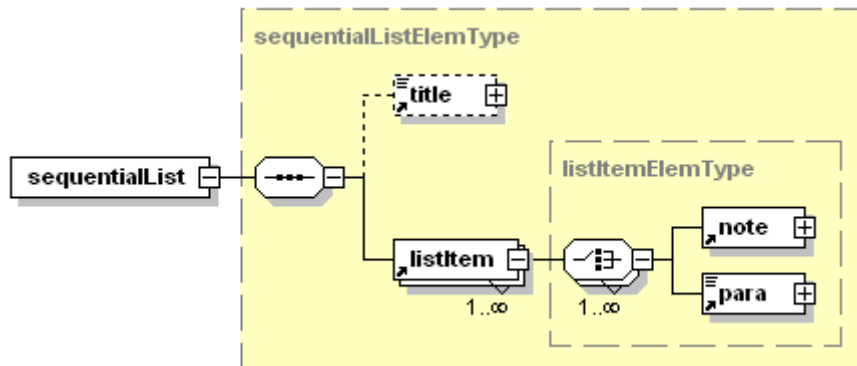 sequentialListElemType
title
listItemElemType
sequentialList
note
listItem
1..∞
1..∞
para